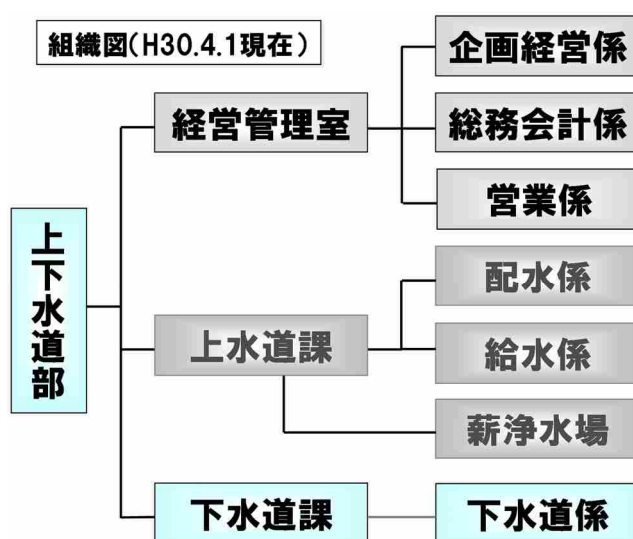 組織図(H30.4.1現在)
上下水道部
経営管理室
企画経営係
総務会計係
営業係
上水道課
配水係
給水係
薪浄水場
下水道課
下水道係